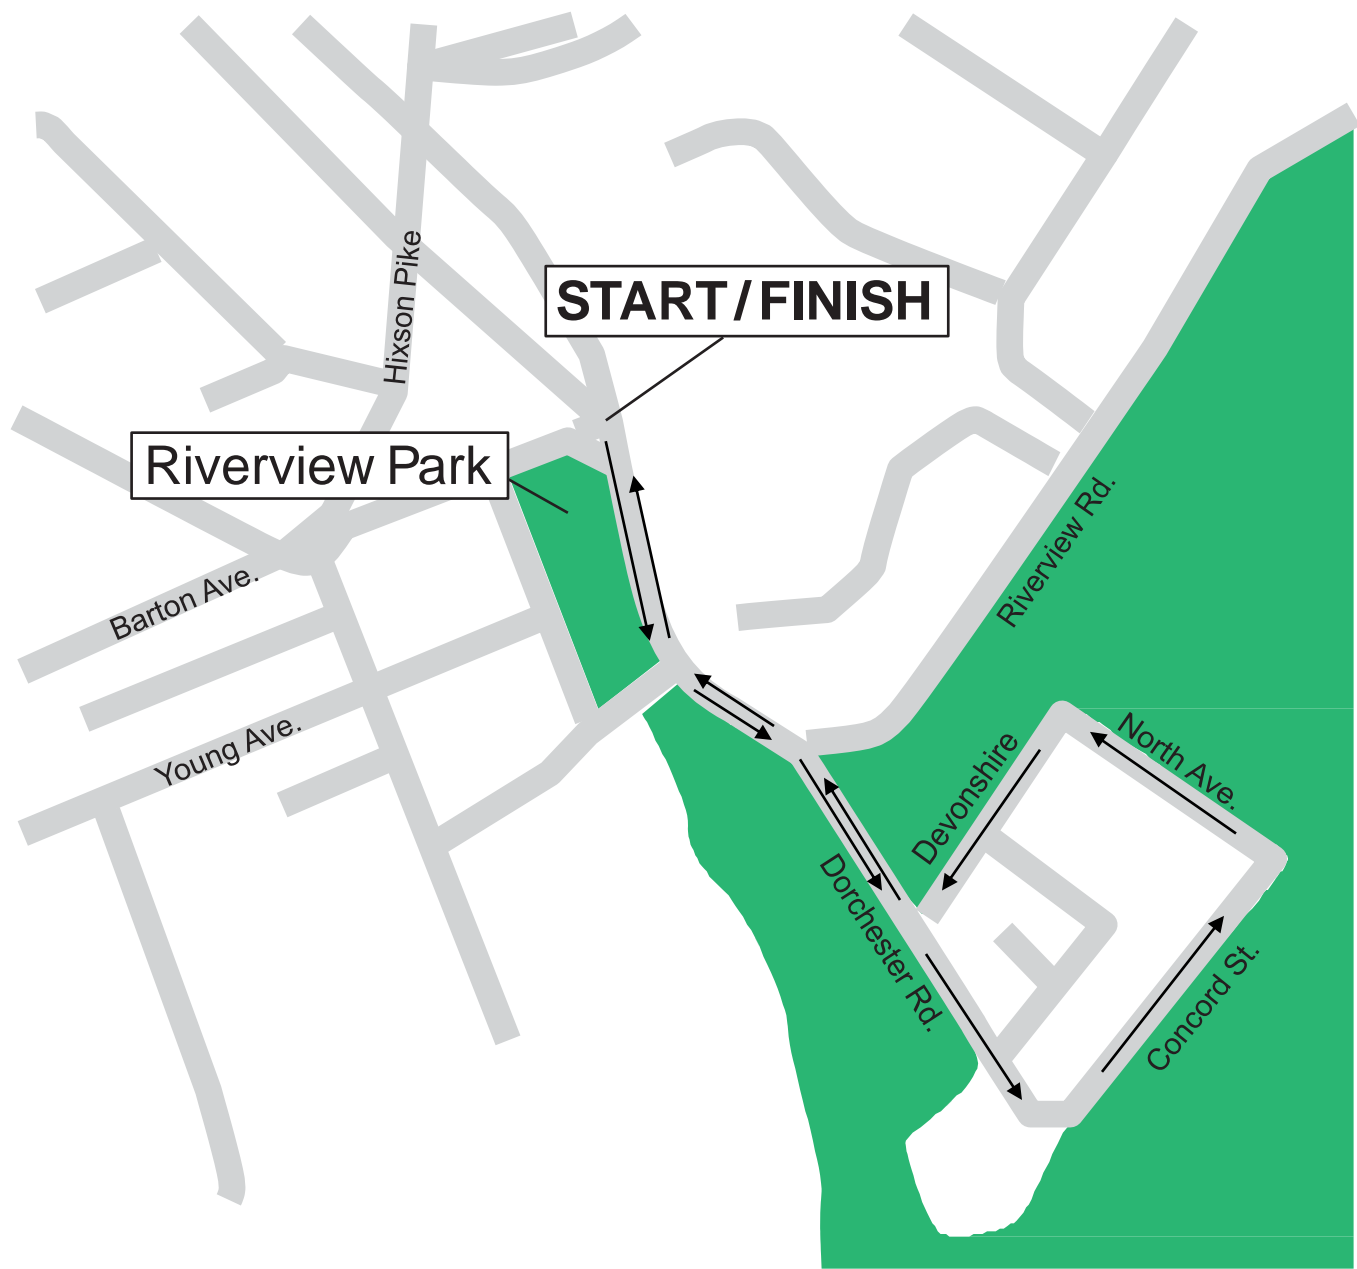 Hixson Pike
START / FINISH
Riverview Park
Riverview Rd.
Barton Ave.
Young Ave.
North Ave.
Devonshire
Dorchester Rd.
Concord St.